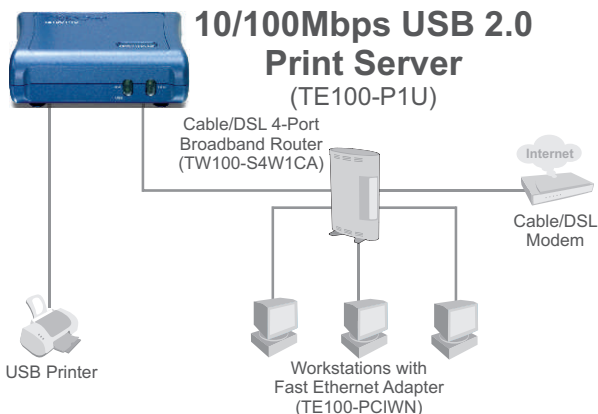 10/100Mbps USB 2.0
Print Server
(TE100-P1U)
Cable/DSL 4-Port
Broadband Router
(TW100-S4W1CA)
Internet
Cable/DSL
Modem
USB Printer
Workstations with
Fast Ethernet Adapter
(TE100-PCIWN)